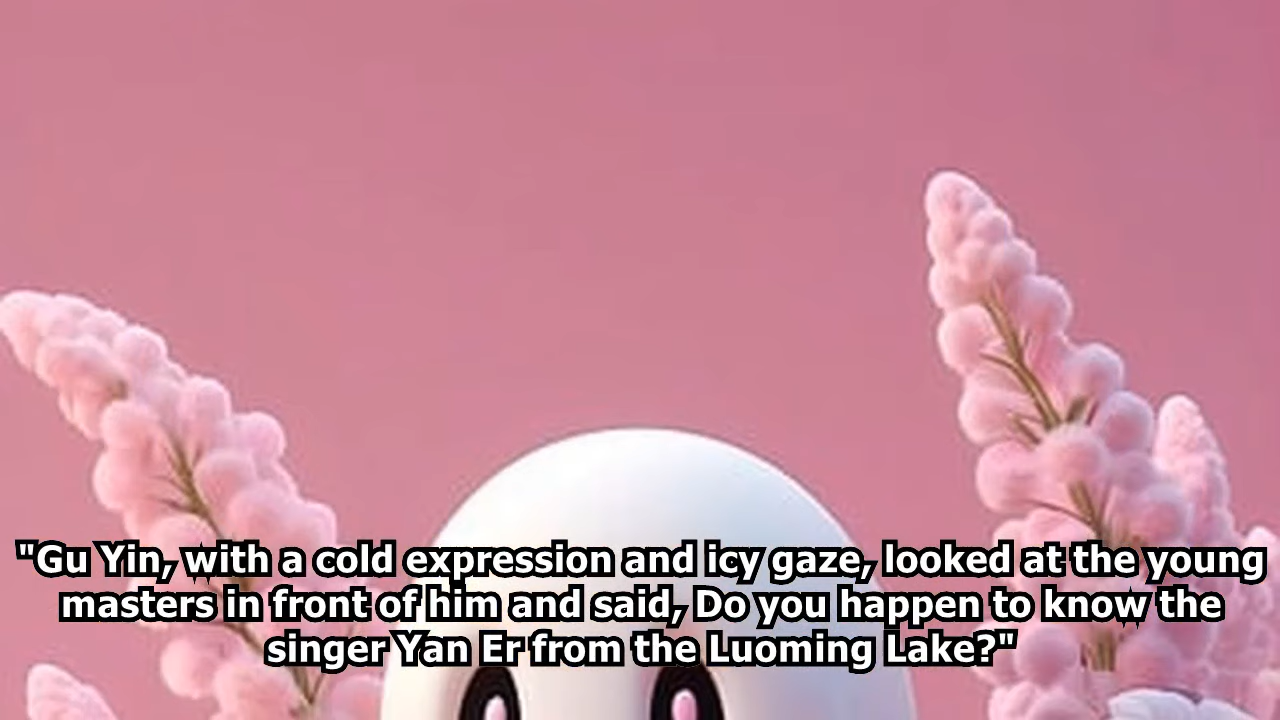 "Gu Yin, with a cold expression and icy gaze, looked at the young
masters in front of him and said, Do you happen to know the
singer Yan Er from the Luoming Lake?"